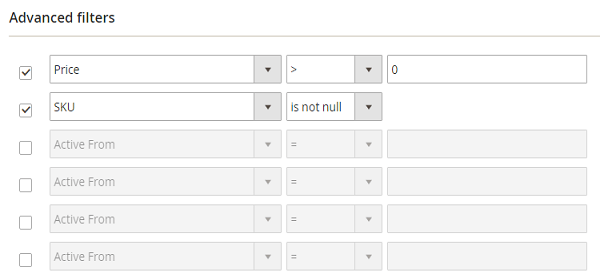 Advanced filters
Price > 0
SKU is not null
Active From =
Active From =
Active From =
Active From =